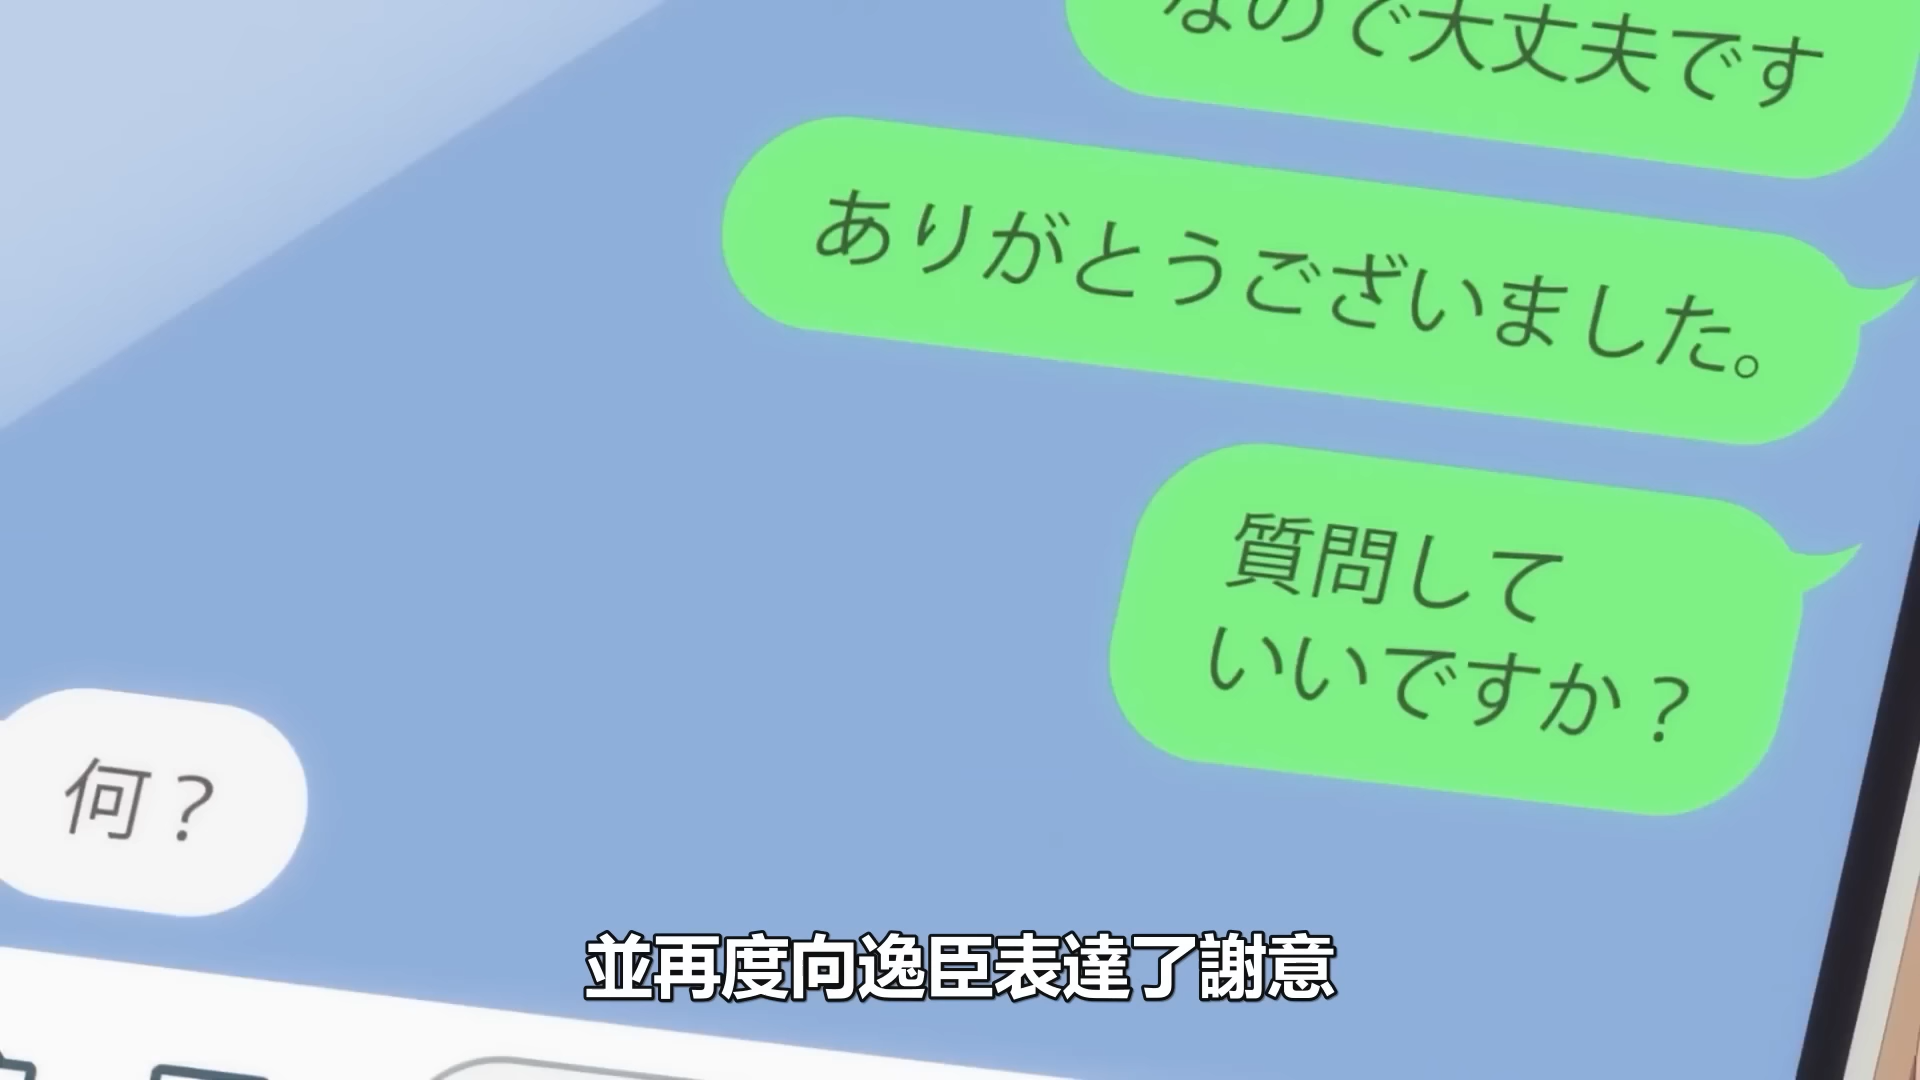 なので大丈夫です
ありがとうございました。
質問して
いいですか？
何？
並再度向逸臣表達了謝意